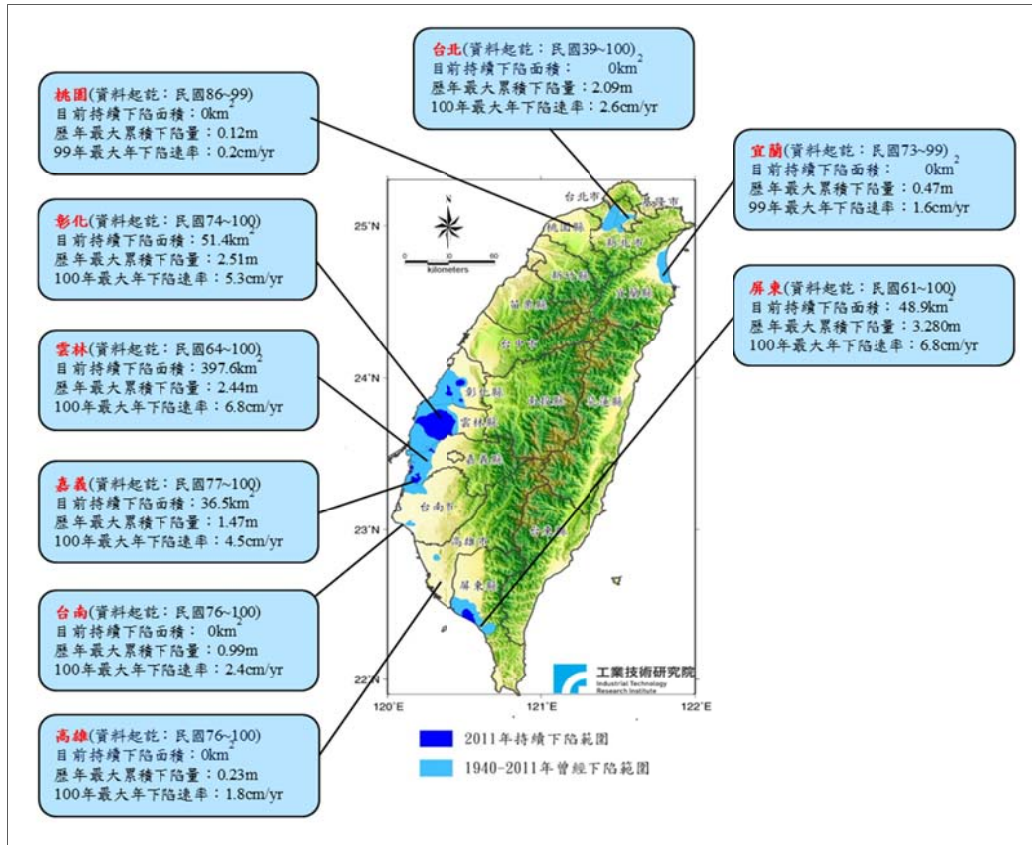 台北(資料起訖：民國39~100)
目前持續下陷面積： 0km²
歷年最大累積下陷量：2.09m
100年最大年下陷速率：2.6cm/yr
桃園(資料起訖：民國86~99)
目前持續下陷面積：0km²
歷年最大累積下陷量：0.12m
99年最大年下陷速率：0.2cm/yr
宜蘭(資料起訖：民國73~99)
目前持續下陷面積： 0km²
歷年最大累積下陷量：0.47m
99年最大年下陷速率：1.6cm/yr
彰化(資料起訖：民國74~100)
目前持續下陷面積：51.4km²
歷年最大累積下陷量：2.51m
100年最大年下陷速率：5.3cm/yr
屏東(資料起訖：民國61~100)
目前持續下陷面積：48.9km²
歷年最大累積下陷量：3.280m
100年最大年下陷速率：6.8cm/yr
雲林(資料起訖：民國64~100)
目前持續下陷面積：397.6km²
歷年最大累積下陷量：2.44m
100年最大年下陷速率：6.8cm/yr
嘉義(資料起訖：民國77~100)
目前持續下陷面積：36.5km²
歷年最大累積下陷量：1.47m
100年最大年下陷速率：4.5cm/yr
台南(資料起訖：民國76~100)
目前持續下陷面積： 0km²
歷年最大累積下陷量：0.99m
100年最大年下陷速率：2.4cm/yr
高雄(資料起訖：民國76~100)
目前持續下陷面積：0km²
歷年最大累積下陷量：0.23m
100年最大年下陷速率：1.8cm/yr
N
0 30 60
kilometers
25°N
24°N
23°N
22°N
120°E
121°E
122°E
台北市
基隆市
桃園縣
新北市
新竹縣
宜蘭縣
苗栗縣
台中市
彰化縣
南投縣
花蓮縣
雲林縣
嘉義縣
台南市
高雄市
台東縣
屏東縣
工業技術研究院
Industrial Technology
Research Institute
2011年持續下陷範圍
1940-2011年曾經下陷範圍